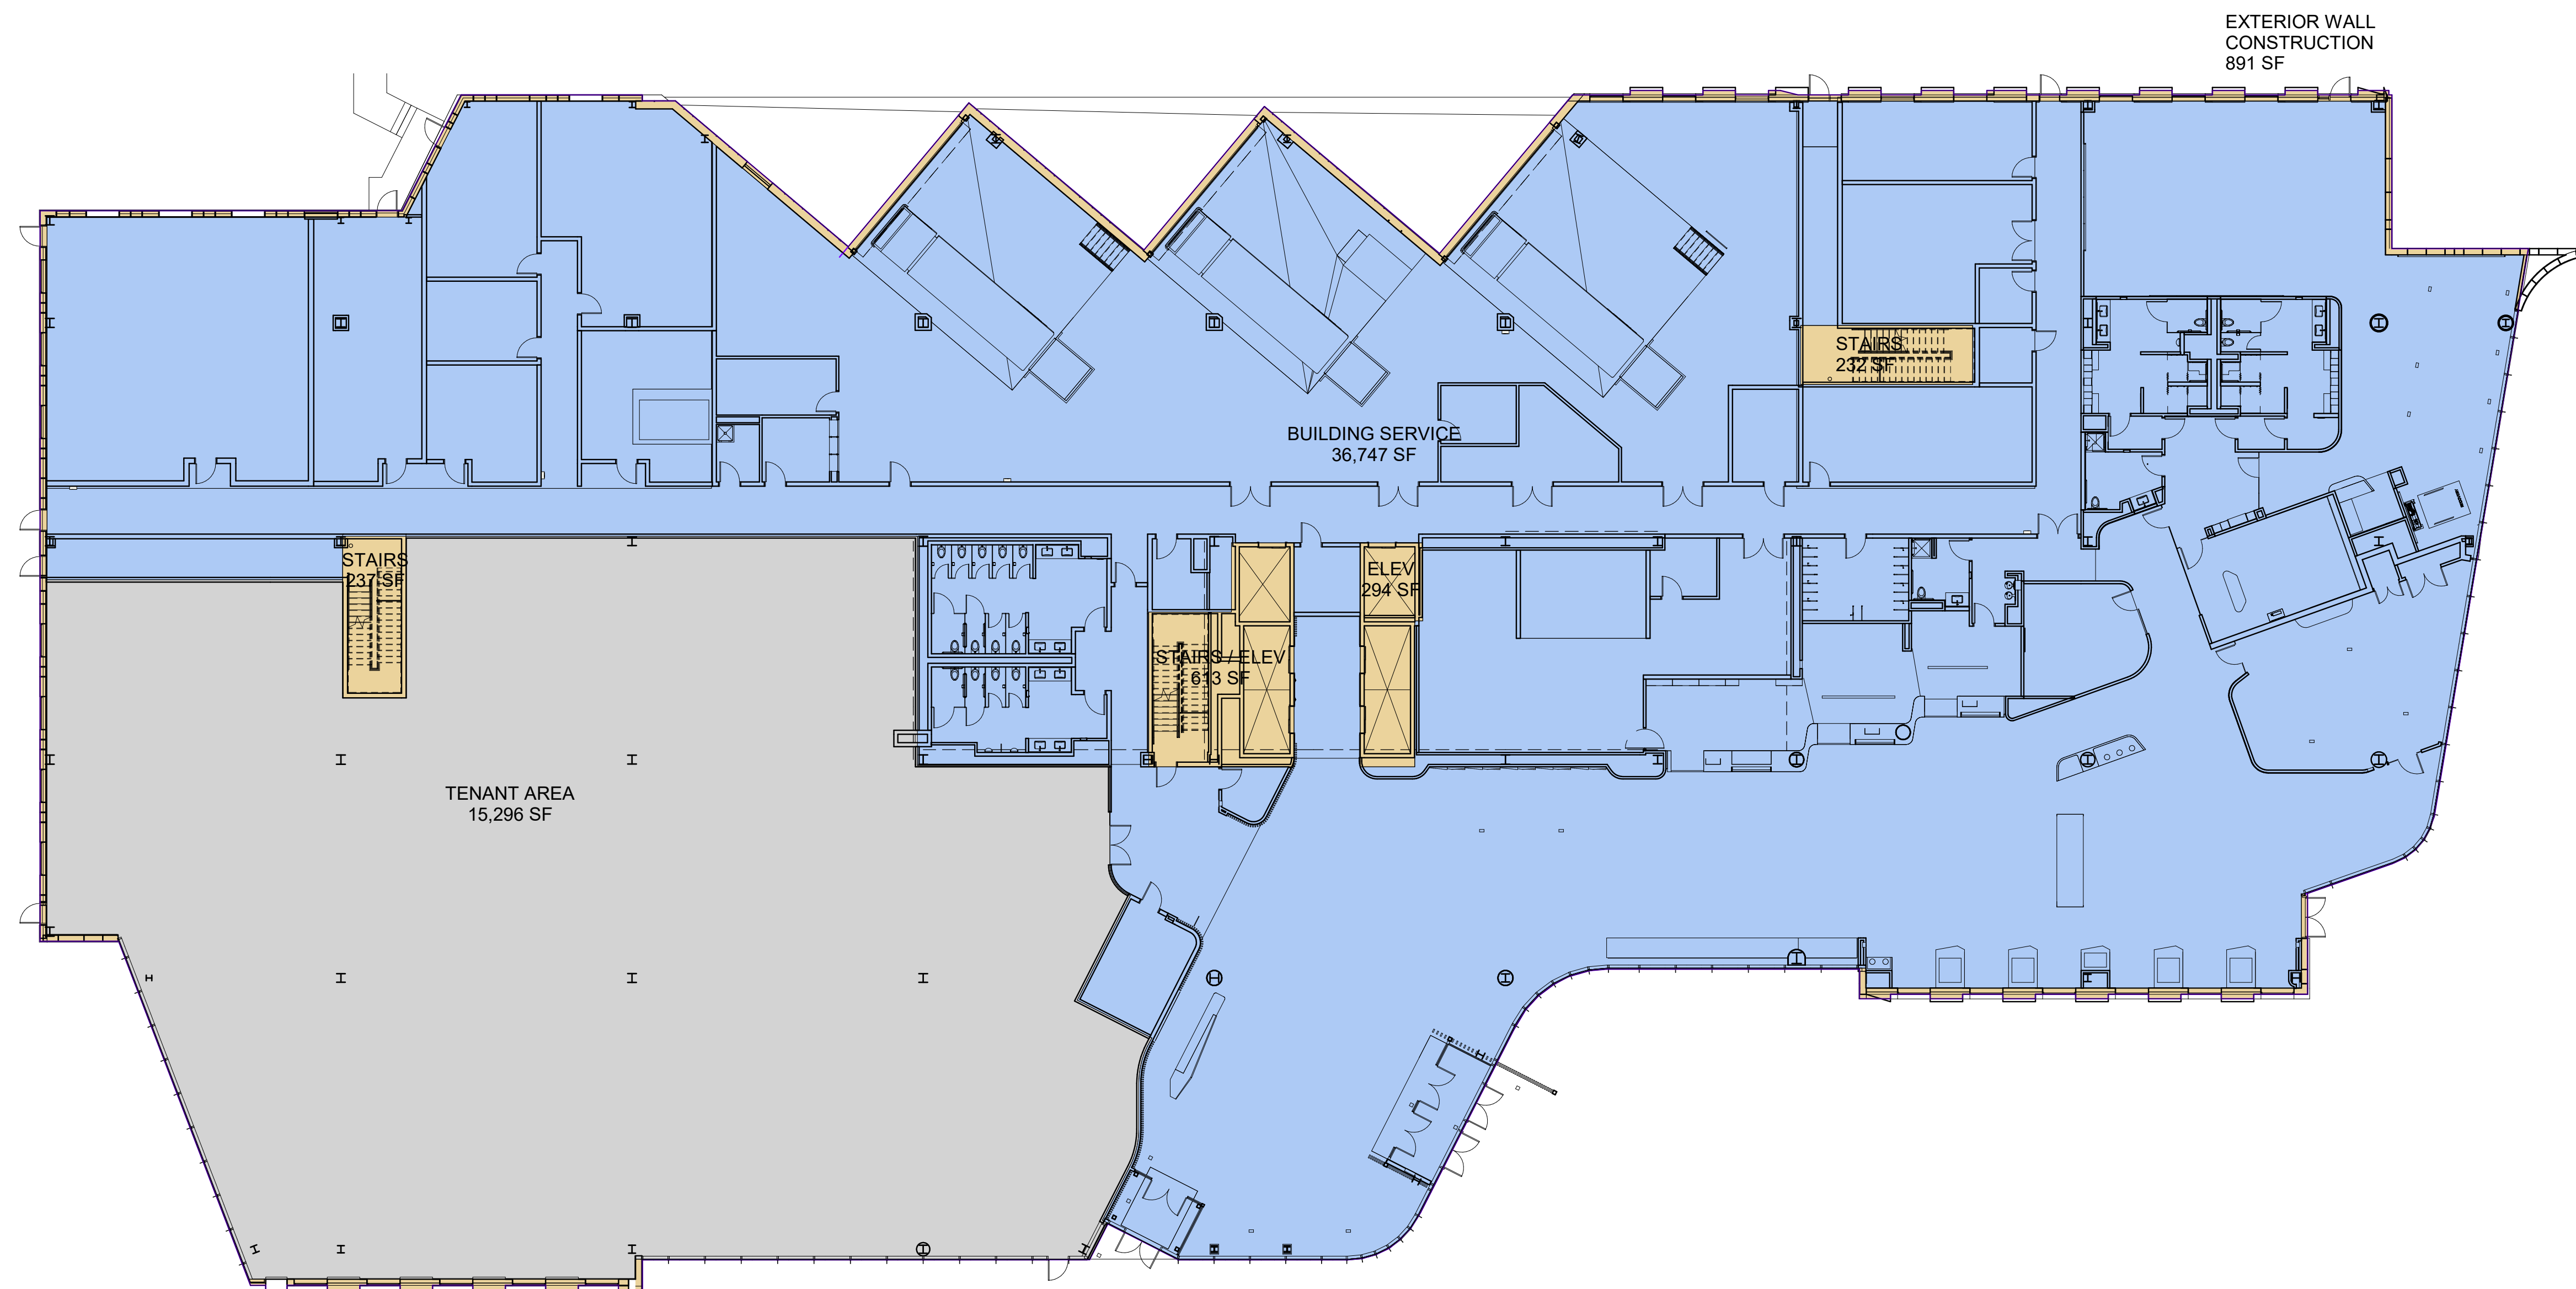 EXTERIOR WALL
CONSTRUCTION
891 SF
STAIRS
232 SF
BUILDING SERVICE
36,747 SF
STAIRS
237 SF
ELEV
294 SF
STAIRS / ELEV
613 SF
TENANT AREA
15,296 SF